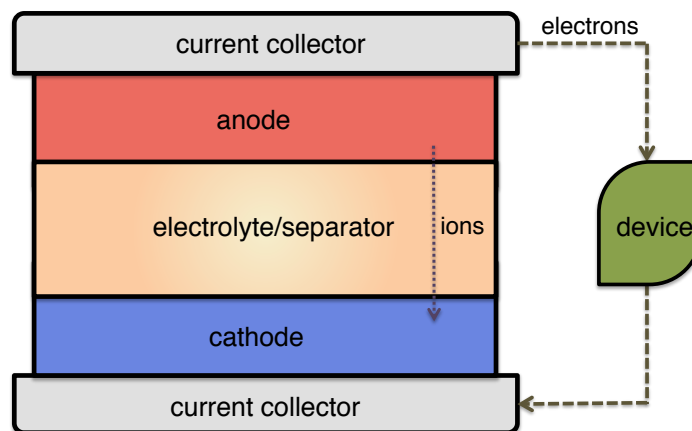 current collector
electrons
anode
electrolyte/separator
ions
device
cathode
current collector